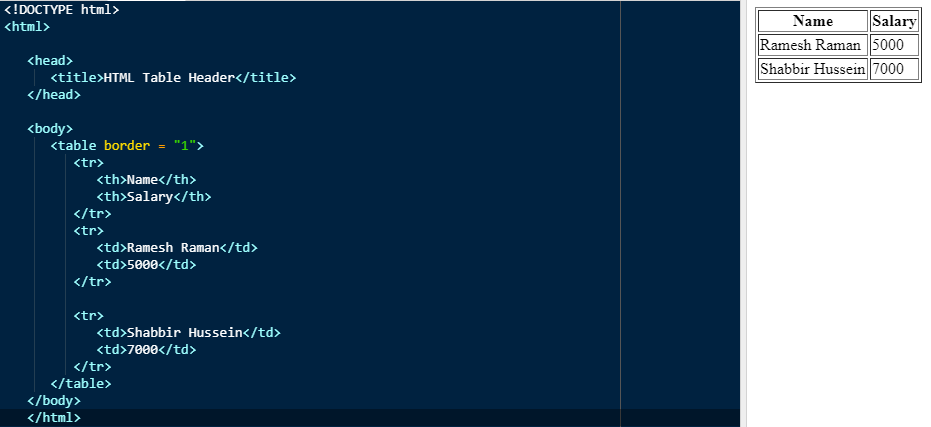 <!DOCTYPE html>
<html>
<head>
<title>HTML Table Header</title>
</head>
<body>
<table border = "1">
<tr>
<th>Name</th>
<th>Salary</th>
</tr>
<tr>
<td>Ramesh Raman</td>
<td>5000</td>
</tr>
<tr>
<td>Shabbir Hussein</td>
<td>7000</td>
</tr>
</table>
</body>
</html>
Name Salary
Ramesh Raman 5000
Shabbir Hussein 7000